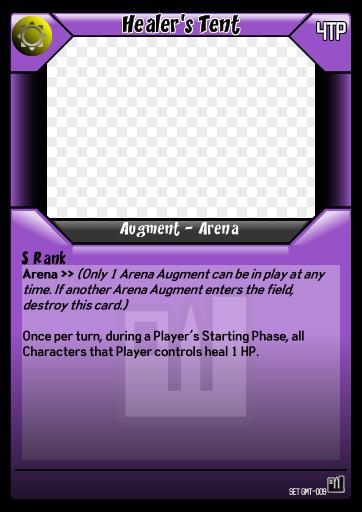 Healer's Tent
4TP
Augment - Arena
S Rank
Arena >> (Only 1 Arena Augment can be in play at any
time. If another Arena Augment enters the field,
destroy this card.)
Once per turn, during a Player's Starting Phase, all
Characters that Player controls heal 1 HP.
SET GMT-009